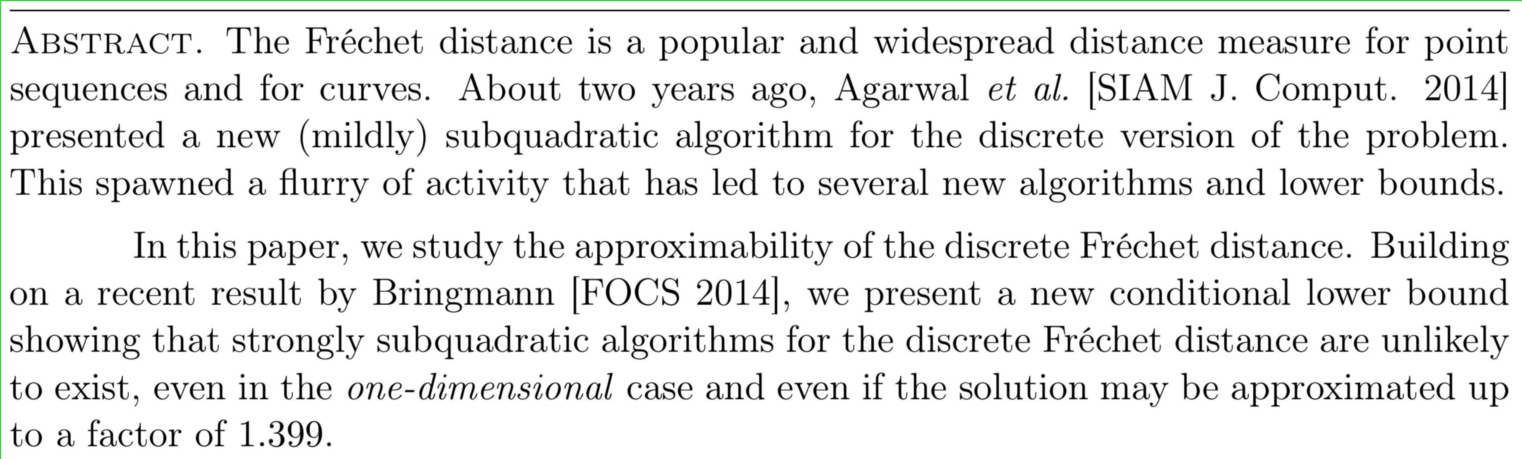 ABSTRACT. The Fréchet distance is a popular and widespread distance measure for point
sequences and for curves. About two years ago, Agarwal et al. [SIAM J. Comput. 2014]
presented a new (mildly) subquadratic algorithm for the discrete version of the problem.
This spawned a flurry of activity that has led to several new algorithms and lower bounds.
In this paper, we study the approximability of the discrete Fréchet distance. Building
on a recent result by Bringmann [FOCS 2014], we present a new conditional lower bound
showing that strongly subquadratic algorithms for the discrete Fréchet distance are unlikely
to exist, even in the one-dimensional case and even if the solution may be approximated up
to a factor of 1.399.